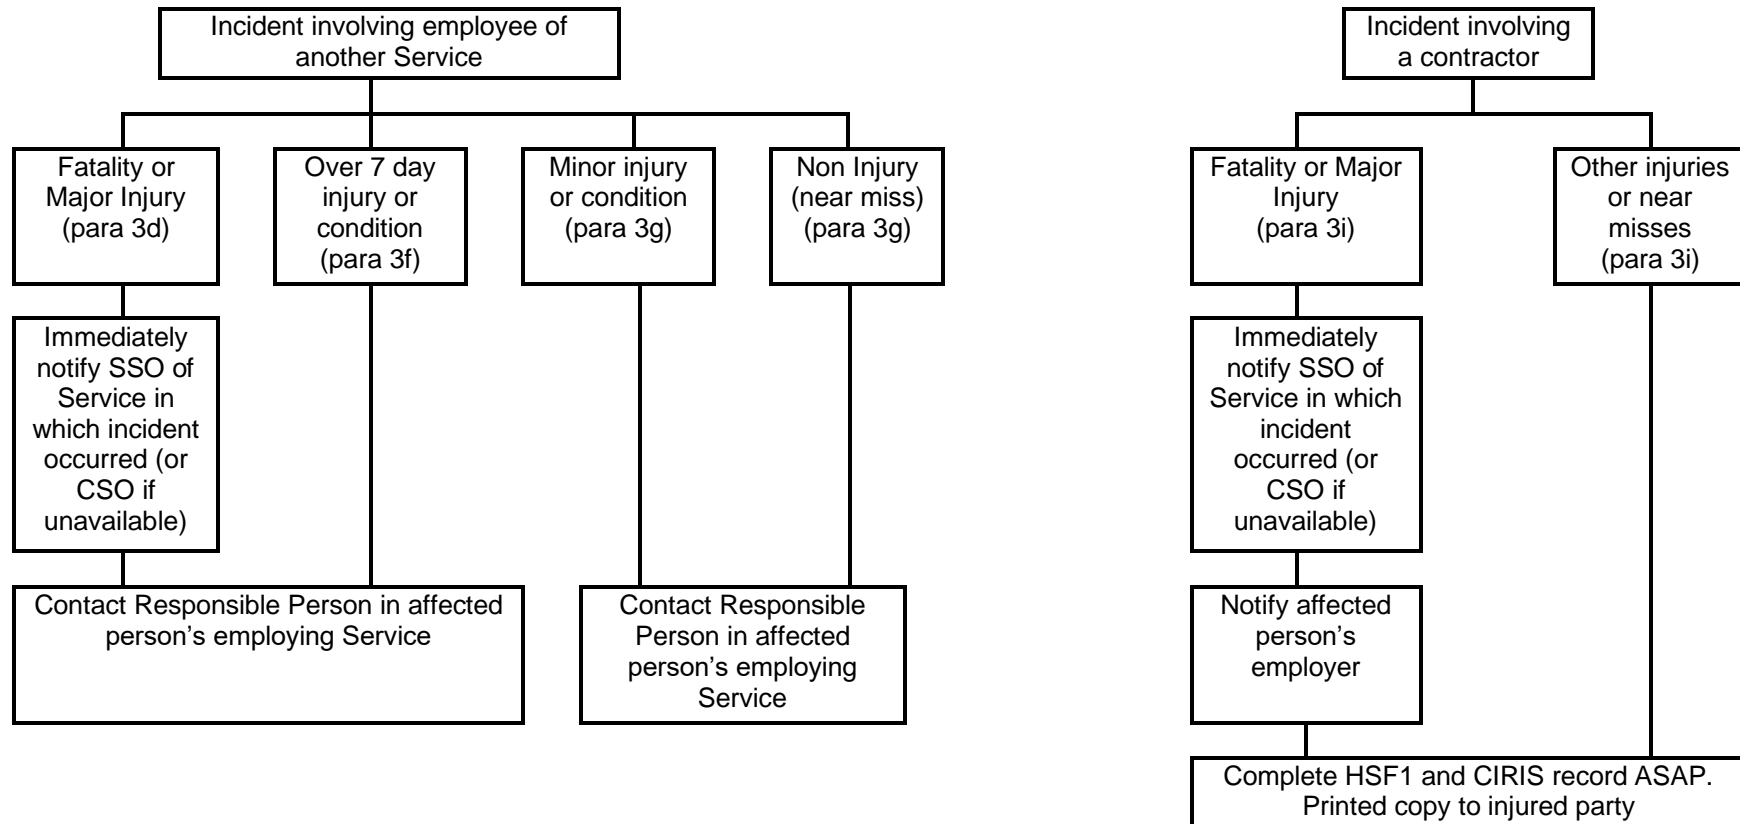 Incident involving employee of
another Service
Fatality or
Major Injury
(para 3d)
Over 7 day
injury or
condition
(para 3f)
Minor injury
or condition
(para 3g)
Non Injury
(near miss)
(para 3g)
Immediately
notify SSO of
Service in
which incident
occurred (or
CSO if
unavailable)
Contact Responsible Person in affected
person’s employing Service
Contact Responsible
Person in affected
person’s employing
Service
Incident involving
a contractor
Fatality or Major
Injury
(para 3i)
Other injuries
or near
misses
(para 3i)
Immediately
notify SSO of
Service in which
incident
occurred (or
CSO if
unavailable)
Notify affected
person’s
employer
Complete HSF1 and CIRIS record ASAP.
Printed copy to injured party